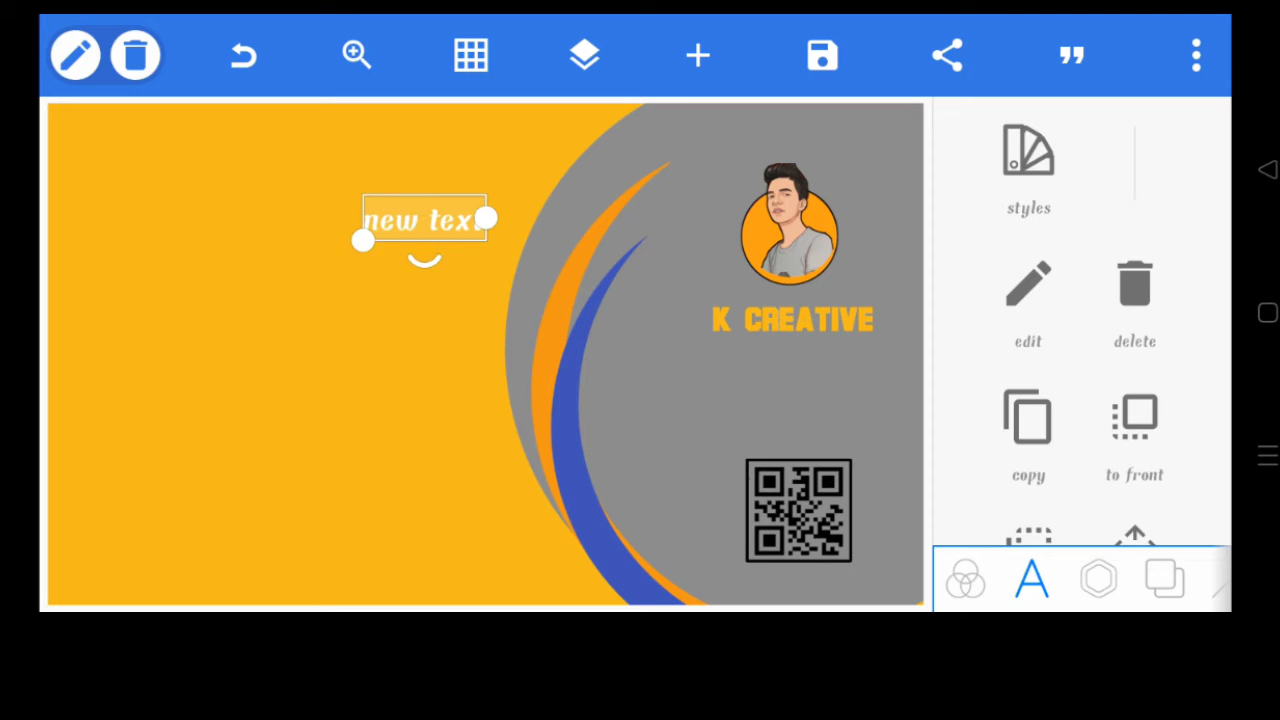 new text
K CREATIVE
styles
edit
delete
copy
to front